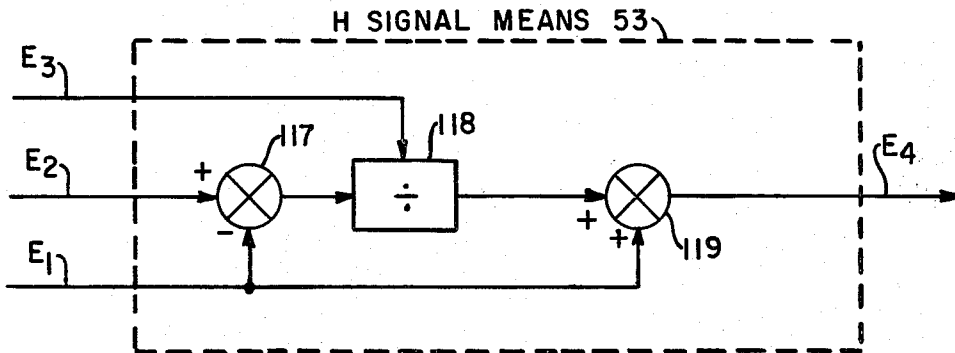 H SIGNAL MEANS 53
E3
118
117
E2
E4
+
÷
-
+
+
119
E1